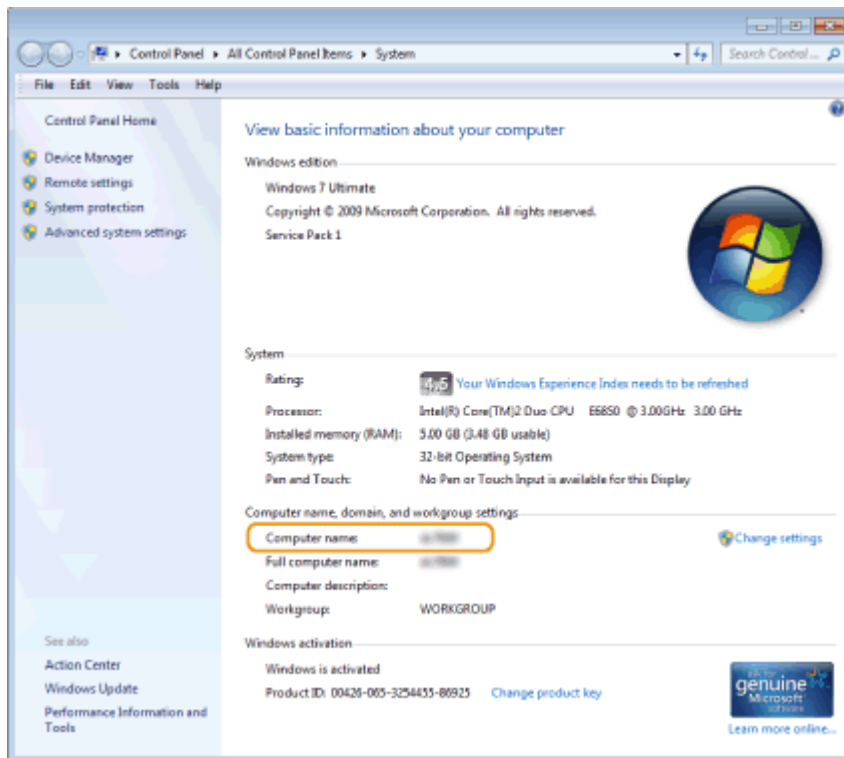 Control Panel ▸ All Control Panel Items ▸ System
Search Control ...
File Edit View Tools Help
Control Panel Home
Device Manager
Remote settings
System protection
Advanced system settings
View basic information about your computer
Windows edition
Windows 7 Ultimate
Copyright © 2009 Microsoft Corporation. All rights reserved.
Service Pack 1
System
Rating: 4,5 Your Windows Experience Index needs to be refreshed
Processor: Intel(R) Core(TM)2 Duo CPU E6850 @ 3.00GHz 3.00 GHz
Installed memory (RAM): 5.00 GB (3.48 GB usable)
System type: 32-bit Operating System
Pen and Touch: No Pen or Touch Input is available for this Display
Computer name, domain, and workgroup settings
Computer name:
Change settings
Full computer name:
Computer description:
Workgroup: WORKGROUP
Windows activation
Windows is activated
Product ID: 00426-065-3254455-86925 Change product key
ask for
genuine
Microsoft
software
Learn more online...
See also
Action Center
Windows Update
Performance Information and
Tools